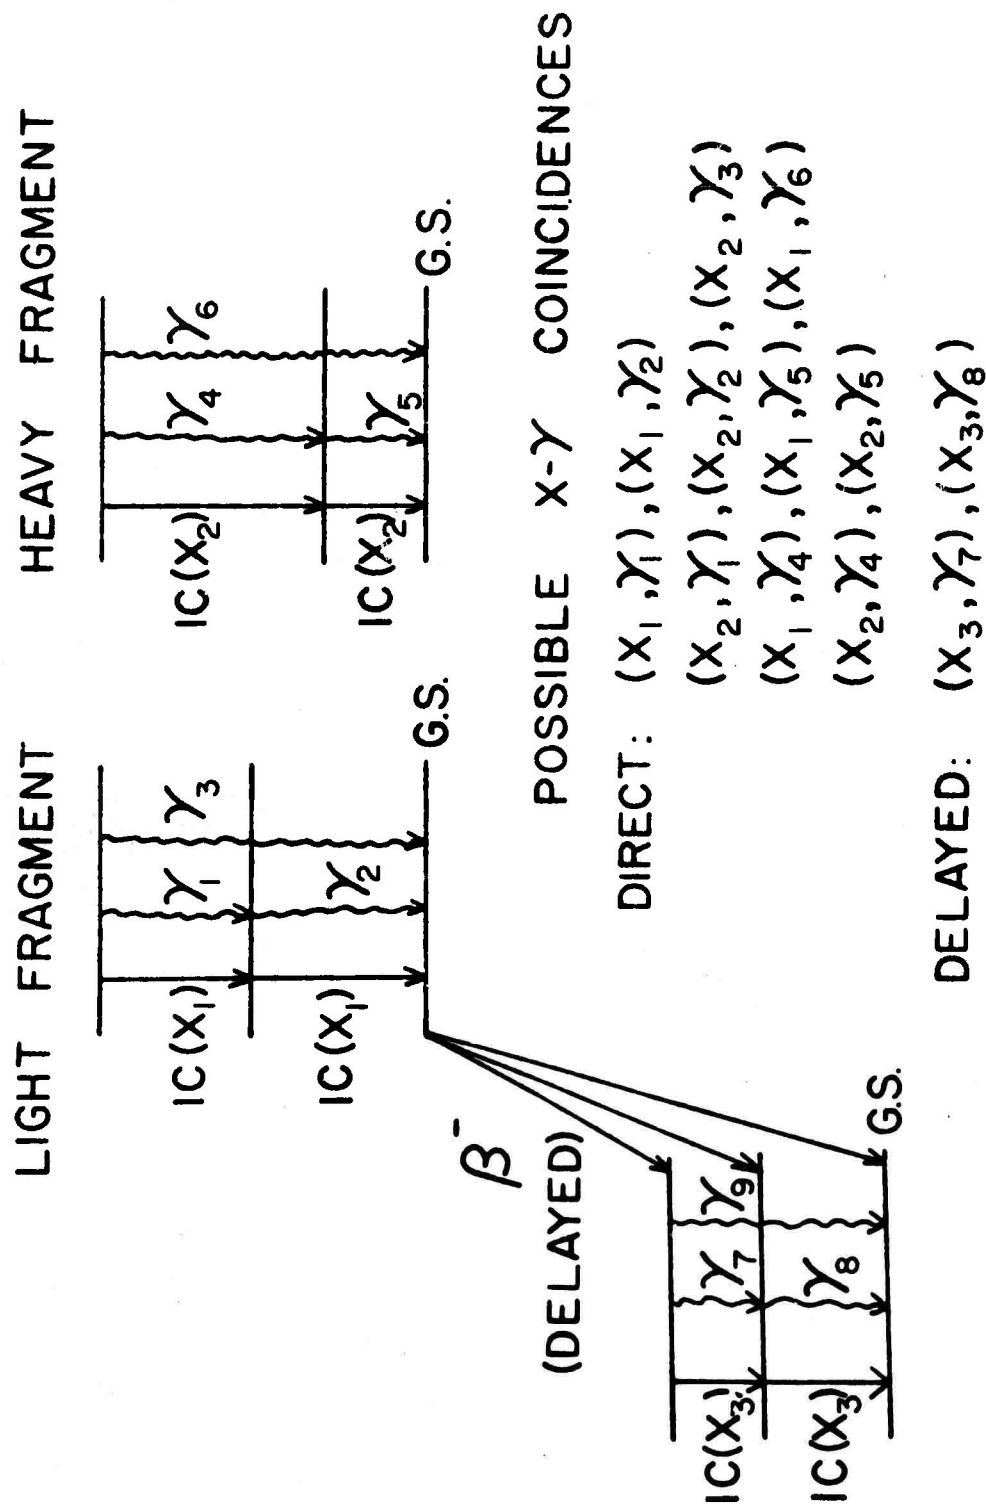 LIGHT FRAGMENT
HEAVY FRAGMENT
IC(X₁)
γ₁
γ₃
IC(X₁)
γ₂
G.S.
IC(X₂)
γ₄
γ₆
IC(X₂)
γ₅
G.S.
β⁻
(DELAYED)
IC(X₃)
γ₇
γ₉
IC(X₃)
γ₈
G.S.
POSSIBLE X-γ COINCIDENCES
DIRECT: (X₁,γ₁),(X₁,γ₂)
(X₂,γ₁),(X₂,γ₂),(X₂,γ₃)
(X₁,γ₄),(X₁,γ₅),(X₁,γ₆)
(X₂,γ₄),(X₂,γ₅)
DELAYED: (X₃,γ₇),(X₃,γ₈)